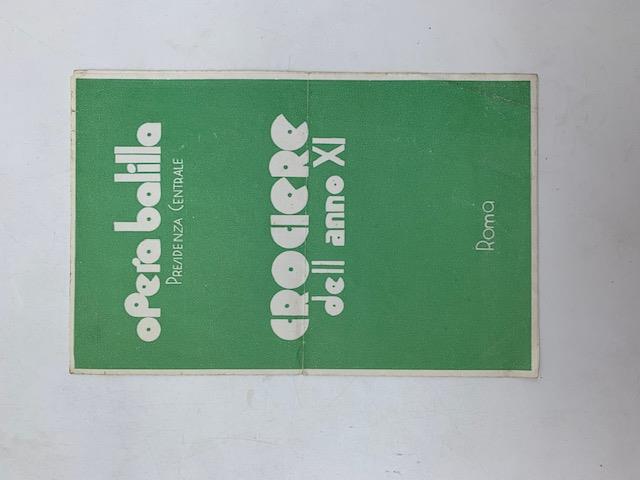 opera balilla
PRESIDENZA CENTRALE
CROCIERE
dell anno XI
Roma